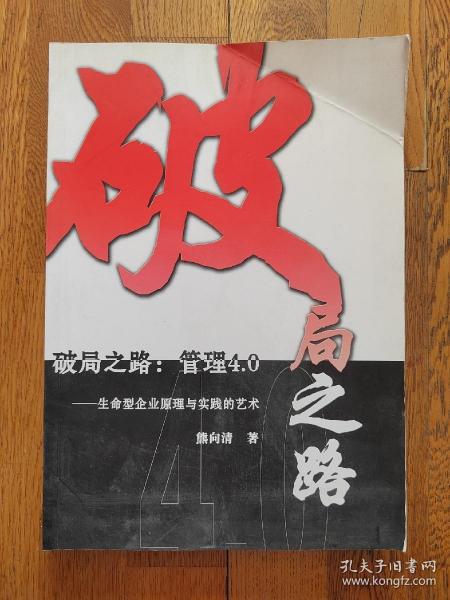 破
局之路
破局之路：管理4.0
——生命型企业原理与实践的艺术
熊向清 著
4.0
孔夫子旧书网
www.kongfz.com